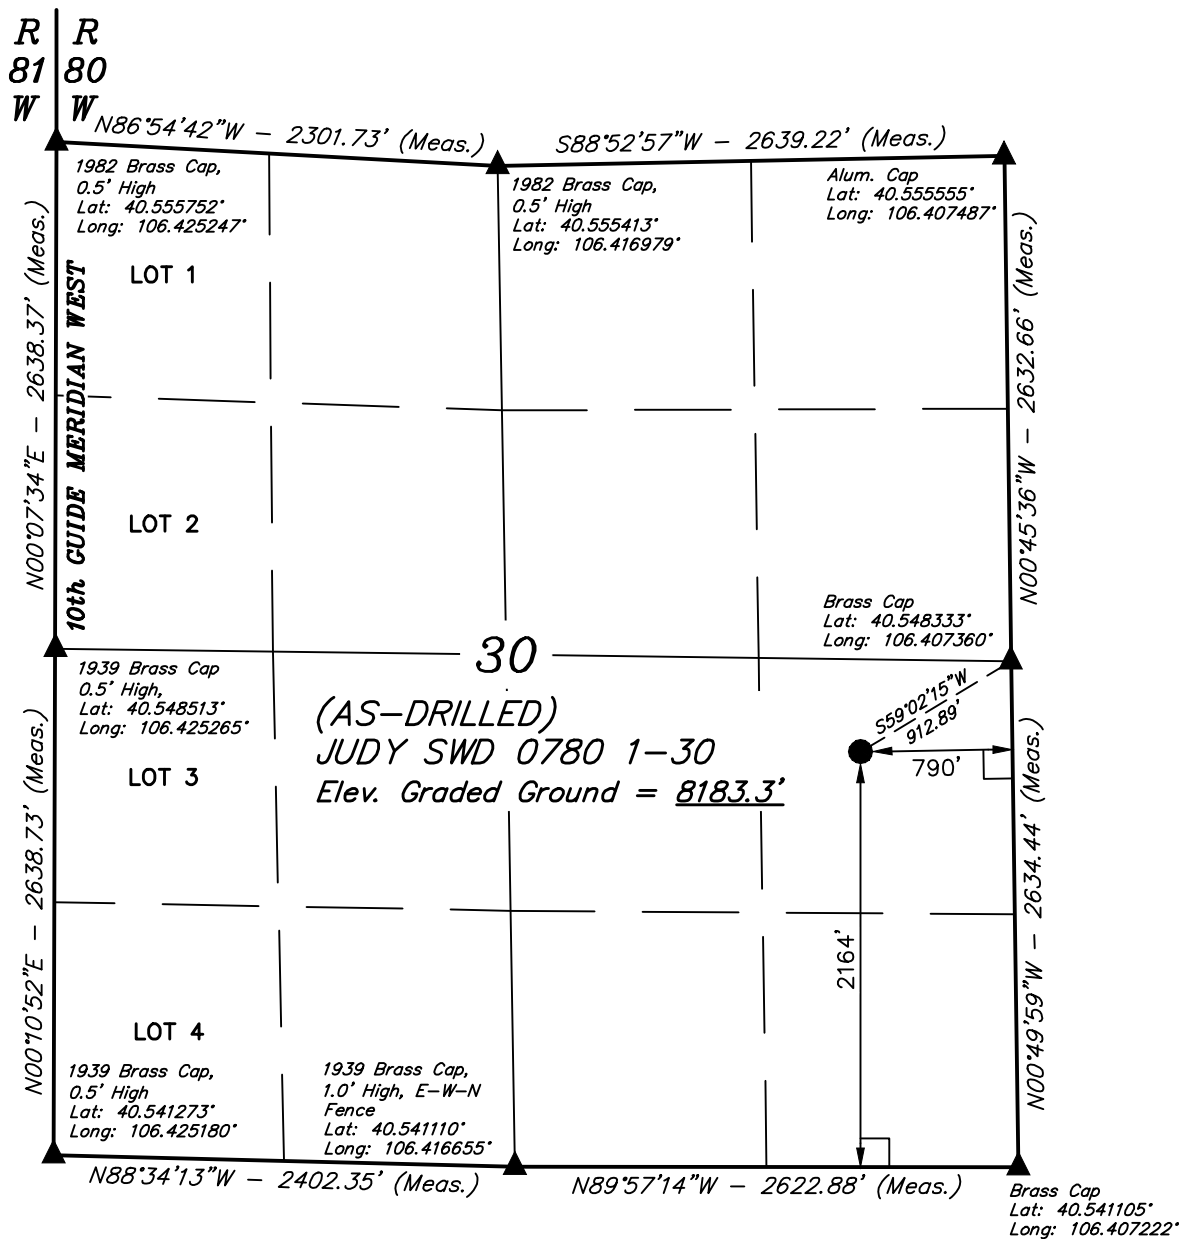 R R
81 80
W W
N86°54'42"W - 2301.73' (Meas.)
S88°52'57"W - 2639.22' (Meas.)
1982 Brass Cap,
0.5' High
Lat: 40.555752°
Long: 106.425247°
1982 Brass Cap,
0.5' High
Lat: 40.555413°
Long: 106.416979°
Alum. Cap
Lat: 40.555555°
Long: 106.407487°
N00°07'34"E - 2638.37' (Meas.)
10th GUIDE MERIDIAN WEST
LOT 1
N00°45'36"W - 2632.66' (Meas.)
LOT 2
Brass Cap
Lat: 40.548333°
Long: 106.407360°
30
1939 Brass Cap
0.5' High,
Lat: 40.548513°
Long: 106.425265°
(AS-DRILLED)
JUDY SWD 0780 1-30
Elev. Graded Ground = 8183.3'
S59°02'15"W
912.89'
790'
LOT 3
N00°10'52"E - 2638.73' (Meas.)
N00°49'59"W - 2634.44' (Meas.)
2164'
LOT 4
1939 Brass Cap,
0.5' High
Lat: 40.541273°
Long: 106.425180°
1939 Brass Cap,
1.0' High, E-W-N
Fence
Lat: 40.541110°
Long: 106.416655°
N88°34'13"W - 2402.35' (Meas.)
N89°57'14"W - 2622.88' (Meas.)
Brass Cap
Lat: 40.541105°
Long: 106.407222°